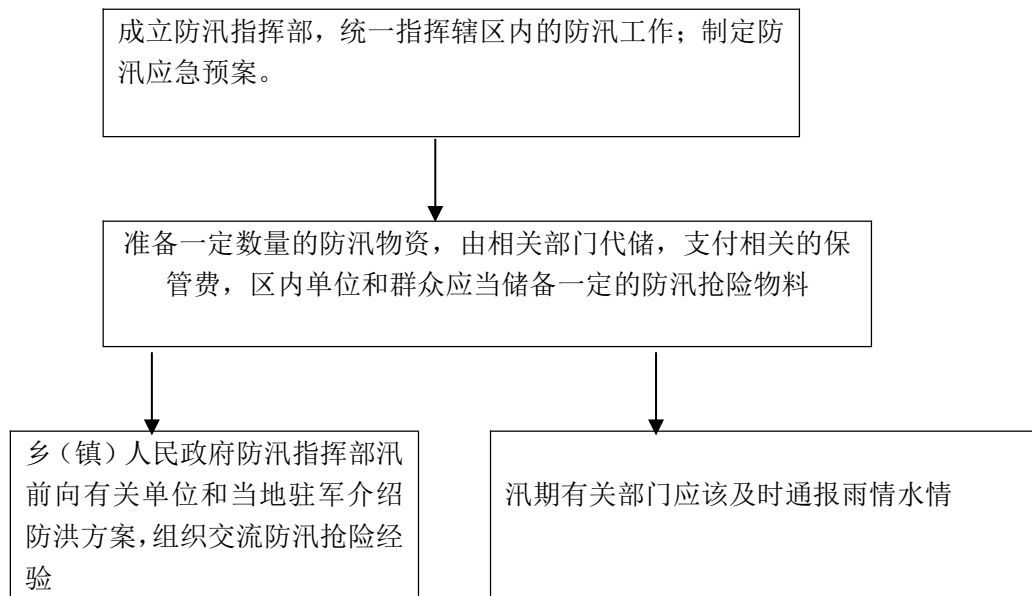 成立防汛指挥部，统一指挥辖区内的防汛工作；制定防
汛应急预案。
准备一定数量的防汛物资，由相关部门代储，支付相关的保
管费，区内单位和群众应当储备一定的防汛抢险物料
乡（镇）人民政府防汛指挥部汛
前向有关单位和当地驻军介绍
防洪方案，组织交流防汛抢险经
验
汛期有关部门应该及时通报雨情水情